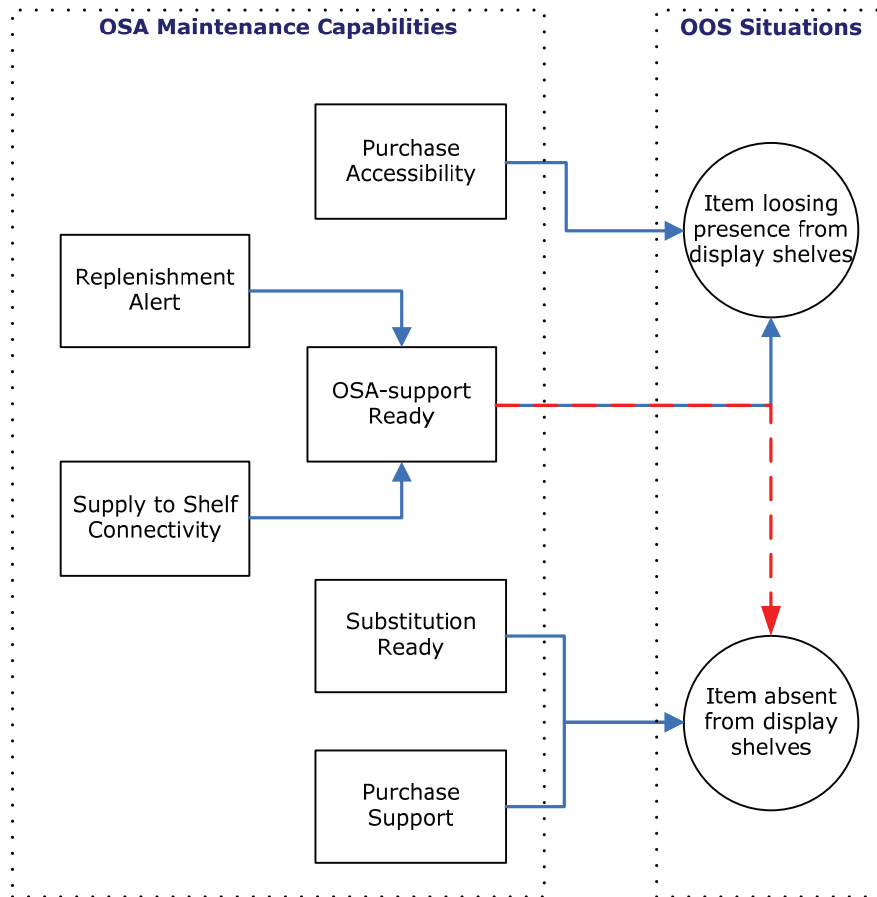 OSA Maintenance Capabilities
OOS Situations
Purchase
Accessibility
Item loosing
presence from
display shelves
Replenishment
Alert
OSA-support
Ready
Supply to Shelf
Connectivity
Substitution
Ready
Item absent
from display
shelves
Purchase
Support